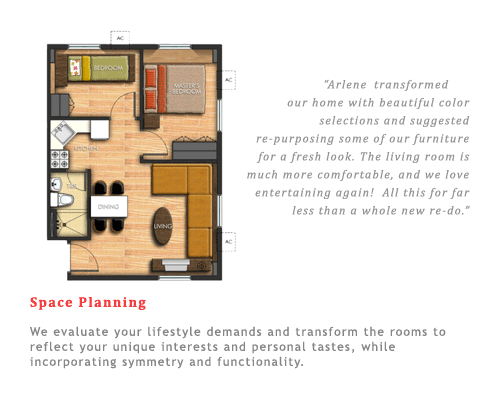 AC
BEDROOM
MASTER'S
BEDROOM
AC
KITCHEN
T&B
DINING
LIVING
AC
"Arlene transformed
our home with beautiful color
selections and suggested
re-purposing some of our furniture
for a fresh look. The living room is
much more comfortable, and we love
entertaining again! All this for far
less than a whole new re-do."
Space Planning
We evaluate your lifestyle demands and transform the rooms to
reflect your unique interests and personal tastes, while
incorporating symmetry and functionality.